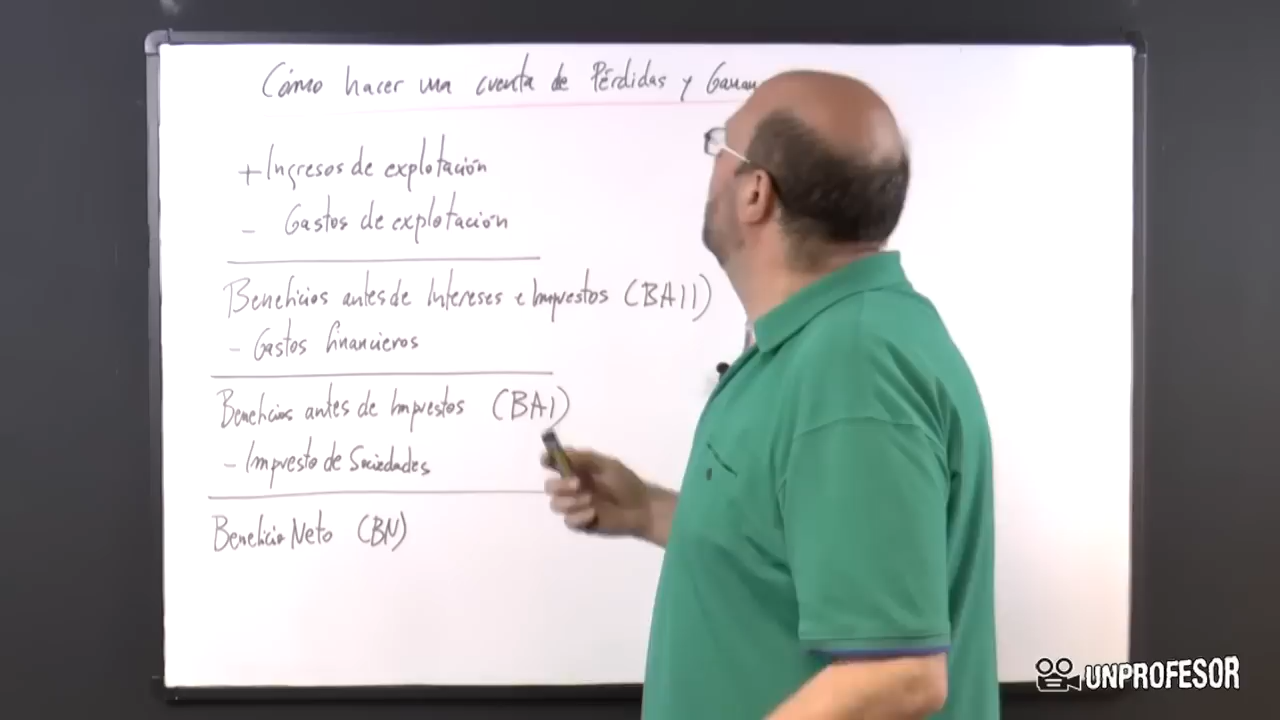 Cómo hacer una cuenta de Pérdidas y Ganan
+ Ingresos de explotación
- Gastos de explotación
Beneficios antes de Intereses e Impuestos (BAII)
- Gastos financieros
Beneficios antes de Impuestos (BAI)
- Impuesto de Sociedades
Beneficio Neto (BN)
UNPROFESOR